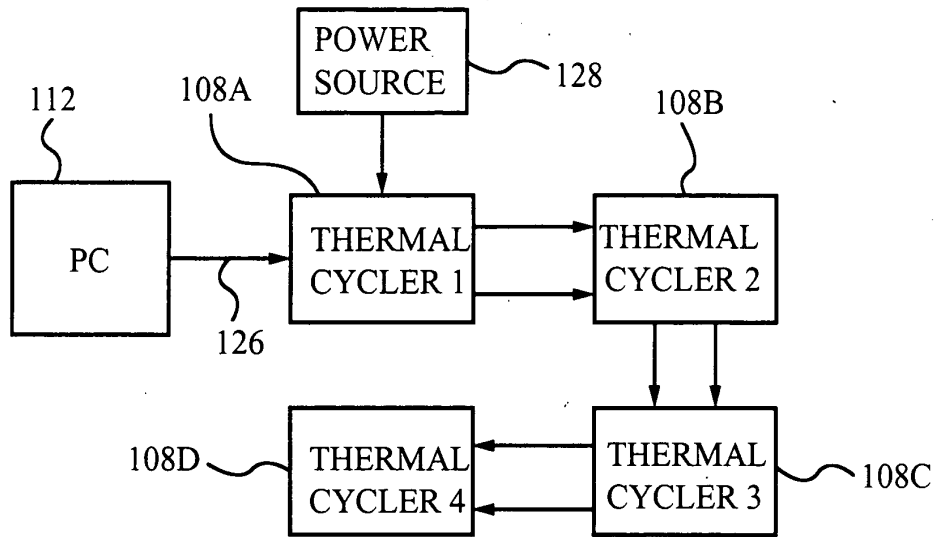 POWER
SOURCE
128
108A
112
108B
PC
THERMAL
CYCLER 1
THERMAL
CYCLER 2
126
108D
THERMAL
CYCLER 4
THERMAL
CYCLER 3
108C